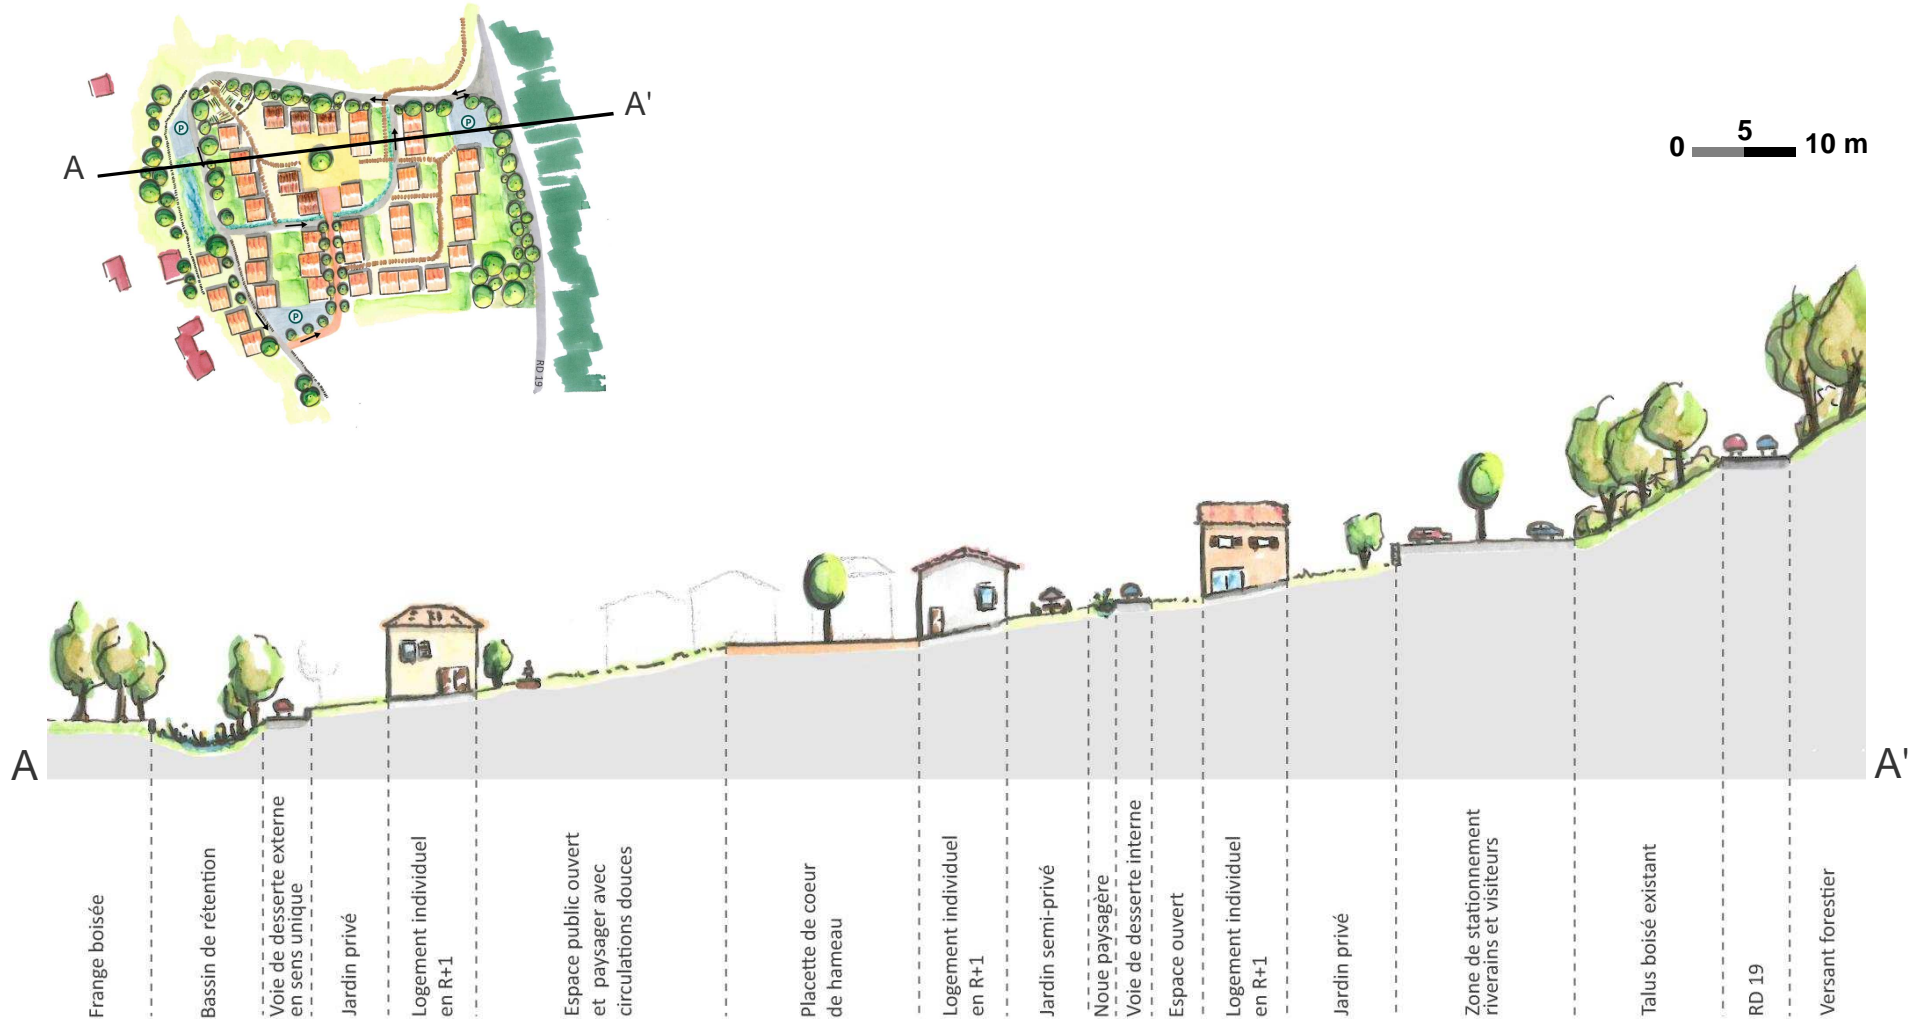 A
A'
P
P
P
RD 19
0 5 10 m
A
A'
Frange boisée
Bassin de rétention
Voie de desserte externe
en sens unique
Jardin privé
Logement individuel
en R+1
Espace public ouvert
et paysager avec
circulations douces
Placette de coeur
de hameau
Logement individuel
en R+1
Jardin semi-privé
Noue paysagère
Voie de desserte interne
Espace ouvert
Logement individuel
en R+1
Jardin privé
Zone de stationnement
riverains et visiteurs
Talus boisé existant
RD 19
Versant forestier